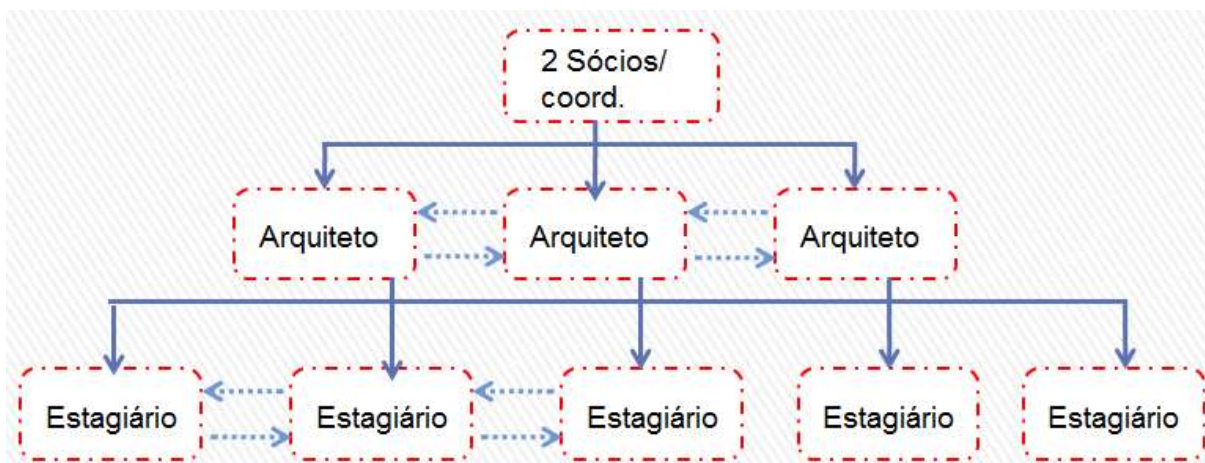 2 Sócios/
coord.
Arquiteto
Arquiteto
Arquiteto
Estagiário
Estagiário
Estagiário
Estagiário
Estagiário